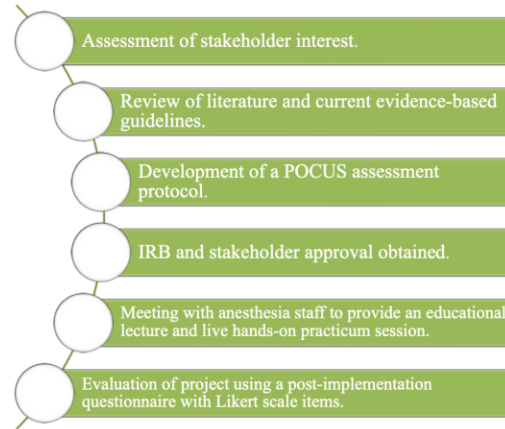 Assessment of stakeholder interest.
Review of literature and current evidence-based
guidelines.
Development of a POCUS assessment
protocol.
IRB and stakeholder approval obtained.
Meeting with anesthesia staff to provide an educational
lecture and live hands-on practicum session.
Evaluation of project using a post-implementation
questionnaire with Likert scale items.